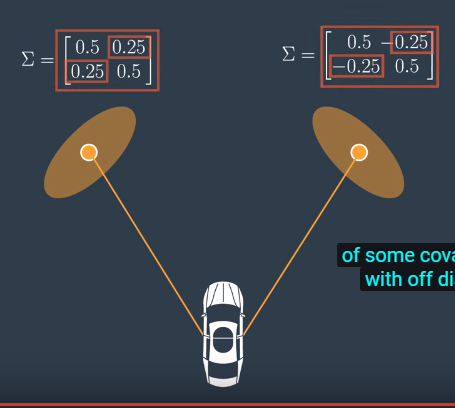 Σ = [0.5 0.25
0.25 0.5]
Σ = [0.5 −0.25
−0.25 0.5]
of some cova
with off di